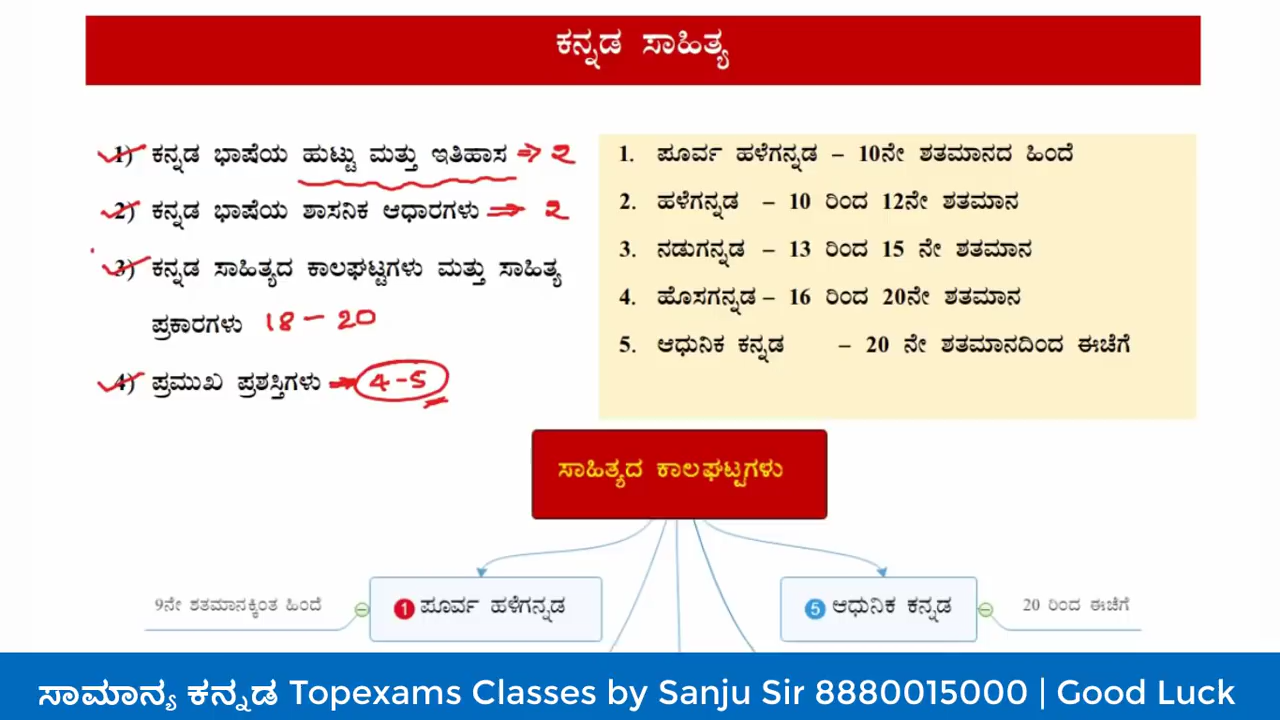 ಕನ್ನಡ ಸಾಹಿತ್ಯ
1) ಕನ್ನಡ ಭಾಷೆಯ ಹುಟ್ಟು ಮತ್ತು ಇತಿಹಾಸ ⇒ 2
2) ಕನ್ನಡ ಭಾಷೆಯ ಶಾಸನಿಕ ಆಧಾರಗಳು ⇒ 2
3) ಕನ್ನಡ ಸಾಹಿತ್ಯದ ಕಾಲಘಟ್ಟಗಳು ಮತ್ತು ಸಾಹಿತ್ಯ
ಪ್ರಕಾರಗಳು 18 – 20
4) ಪ್ರಮುಖ ಪ್ರಶಸ್ತಿಗಳು → 4-5
1. ಪೂರ್ವ ಹಳೆಗನ್ನಡ – 10ನೇ ಶತಮಾನದ ಹಿಂದೆ
2. ಹಳೆಗನ್ನಡ – 10 ರಿಂದ 12ನೇ ಶತಮಾನ
3. ನಡುಗನ್ನಡ – 13 ರಿಂದ 15 ನೇ ಶತಮಾನ
4. ಹೊಸಗನ್ನಡ – 16 ರಿಂದ 20ನೇ ಶತಮಾನ
5. ಆಧುನಿಕ ಕನ್ನಡ – 20 ನೇ ಶತಮಾನದಿಂದ ಈಚೆಗೆ
ಸಾಹಿತ್ಯದ ಕಾಲಘಟ್ಟಗಳು
9ನೇ ಶತಮಾನಕ್ಕಿಂತ ಹಿಂದೆ
1 ಪೂರ್ವ ಹಳೆಗನ್ನಡ
5 ಆಧುನಿಕ ಕನ್ನಡ
20 ರಿಂದ ಈಚೆಗೆ
ಸಾಮಾನ್ಯ ಕನ್ನಡ Topexams Classes by Sanju Sir 8880015000 | Good Luck